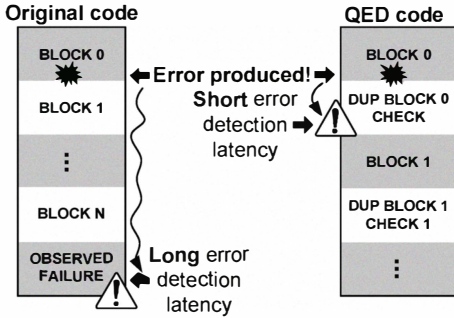 Original code
BLOCK 0
BLOCK 1
⋮
BLOCK N
OBSERVED
FAILURE
Error produced!
Short error
detection
latency
Long error
detection
latency
QED code
BLOCK 0
DUP BLOCK 0
CHECK
BLOCK 1
DUP BLOCK 1
CHECK 1
⋮